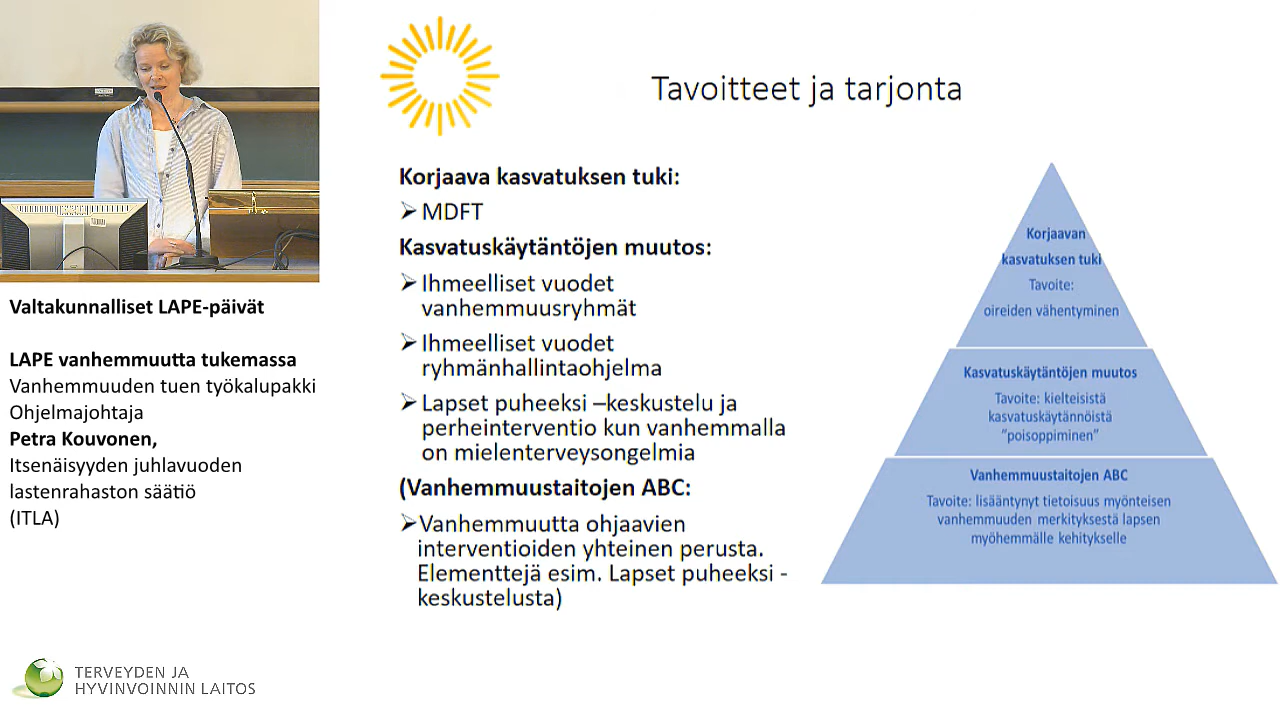 Tavoitteet ja tarjonta
Korjaava kasvatuksen tuki:
MDFT
Kasvatuskäytäntöjen muutos:
Ihmeelliset vuodet
vanhemmuusryhmät
Ihmeelliset vuodet
ryhmänhallintaohjelma
Lapset puheeksi –keskustelu ja
perheinterventio kun vanhemmalla
on mielenterveysongelmia
(Vanhemmuustaitojen ABC:
Vanhemmuutta ohjaavien
interventioiden yhteinen perusta.
Elementtejä esim. Lapset puheeksi -
keskustelusta)
Korjaavan
kasvatuksen tuki
Tavoite:
oireiden vähentyminen
Kasvatuskäytäntöjen muutos
Tavoite: kielteisistä
kasvatuskäytännöistä
“poisoppiminen”
Vanhemmuustaitojen ABC
Tavoite: lisääntynyt tietoisuus myönteisen
vanhemmuuden merkityksestä lapsen
myöhemmälle kehitykselle
Valtakunnalliset LAPE-päivät
LAPE vanhemmuutta tukemassa
Vanhemmuuden tuen työkalupakki
Ohjelmajohtaja
Petra Kouvonen,
Itsenäisyyden juhlavuoden
lastenrahaston säätiö
(ITLA)
TERVEYDEN JA
HYVINVOINNIN LAITOS